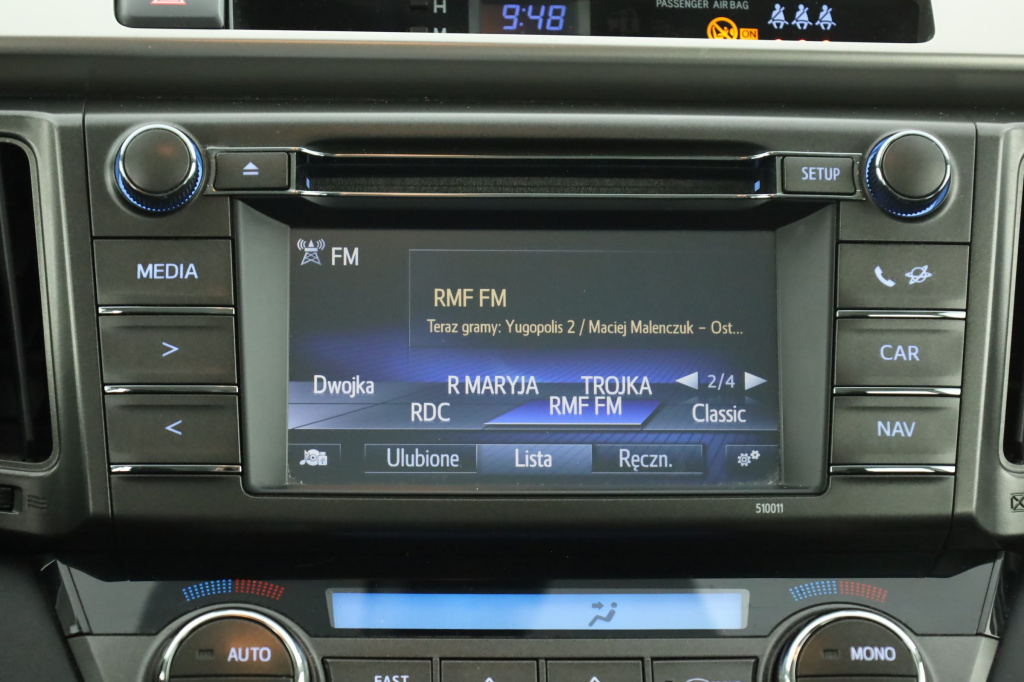 H
9:48
M
PASSENGER AIR BAG
ON
SETUP
MEDIA
>
<
CAR
NAV
FM
RMF FM
Teraz gramy: Yugopolis 2 / Maciej Malenczuk – Ost...
Dwojka R MARYJA TROJKA 2/4
RDC RMF FM Classic
Ulubione Lista Ręczn.
510011
AUTO
MONO
FAST